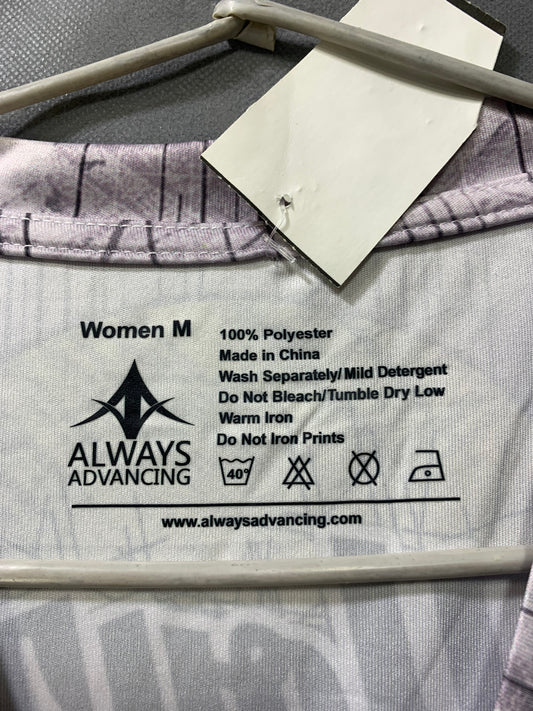 Women M
ALWAYS
ADVANCING
100% Polyester
Made in China
Wash Separately/ Mild Detergent
Do Not Bleach/Tumble Dry Low
Warm Iron
Do Not Iron Prints
40°
www.alwaysadvancing.com